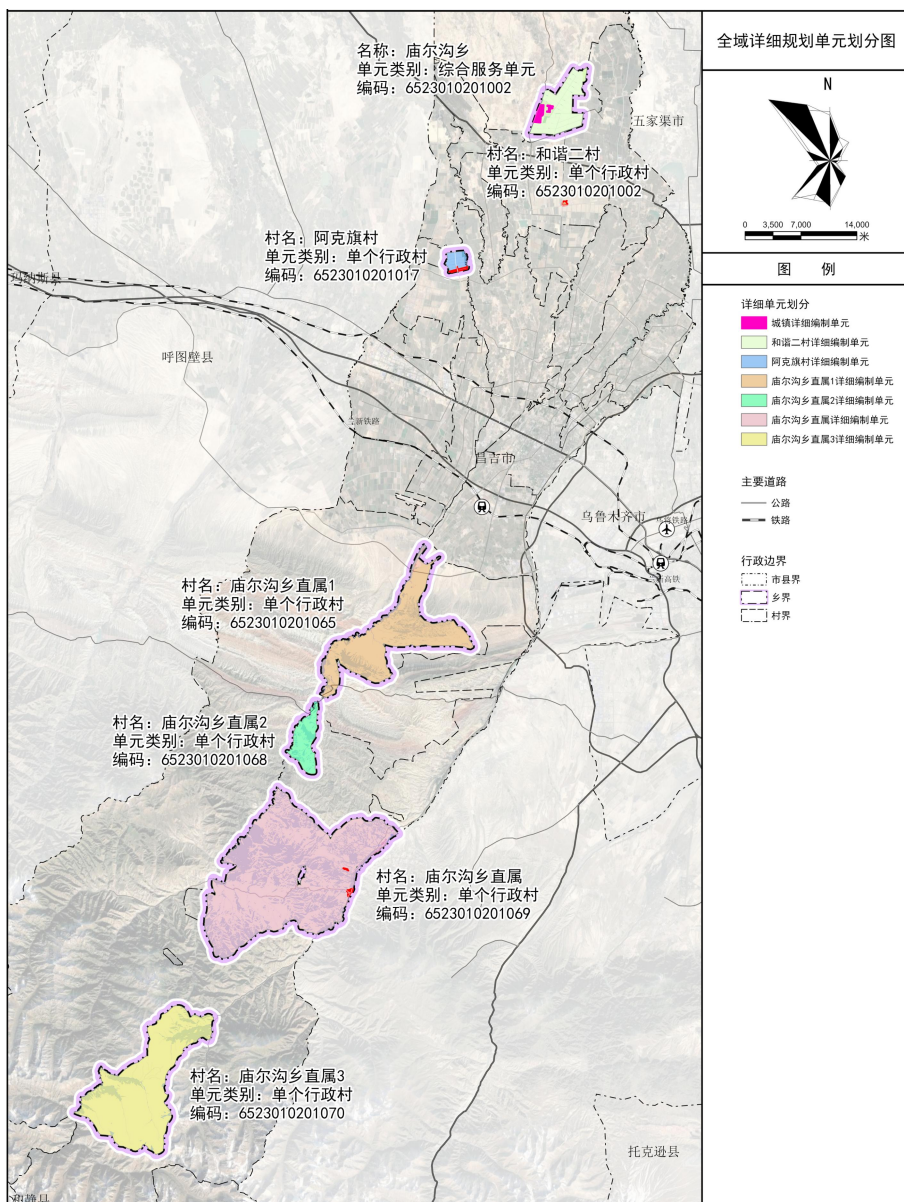 全域详细规划单元划分图
N
0 3,500 7,000 14,000
米
图 例
详细单元划分
城镇详细编制单元
和谐二村详细编制单元
阿克旗村详细编制单元
庙尔沟乡直属1详细编制单元
庙尔沟乡直属2详细编制单元
庙尔沟乡直属详细编制单元
庙尔沟乡直属3详细编制单元
主要道路
公路
铁路
行政边界
市县界
乡界
村界
名称：庙尔沟乡
单元类别：综合服务单元
编码：6523010201002
五家渠市
村名：和谐二村
单元类别：单个行政村
编码：6523010201002
村名：阿克旗村
单元类别：单个行政村
编码：6523010201017
玛纳斯县
呼图壁县
昌吉市
乌鲁木齐市
村名：庙尔沟乡直属1
单元类别：单个行政村
编码：6523010201065
村名：庙尔沟乡直属2
单元类别：单个行政村
编码：6523010201068
村名：庙尔沟乡直属
单元类别：单个行政村
编码：6523010201069
村名：庙尔沟乡直属3
单元类别：单个行政村
编码：6523010201070
托克逊县
和静县